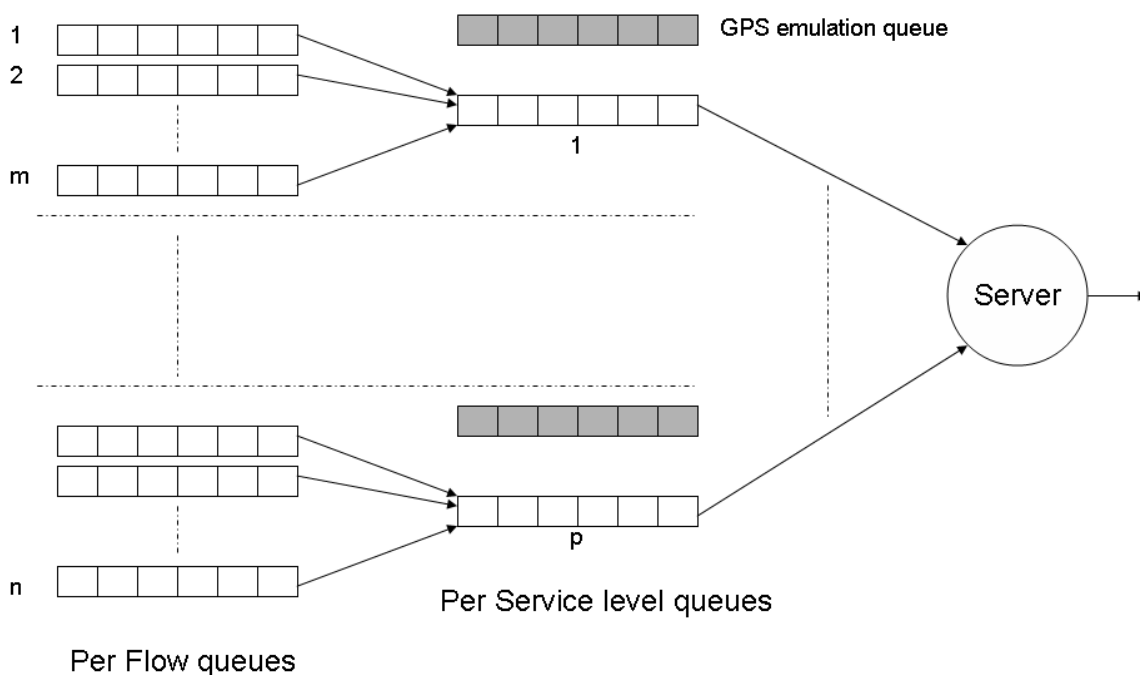 1
GPS emulation queue
2
1
m
Server
p
n
Per Service level queues
Per Flow queues